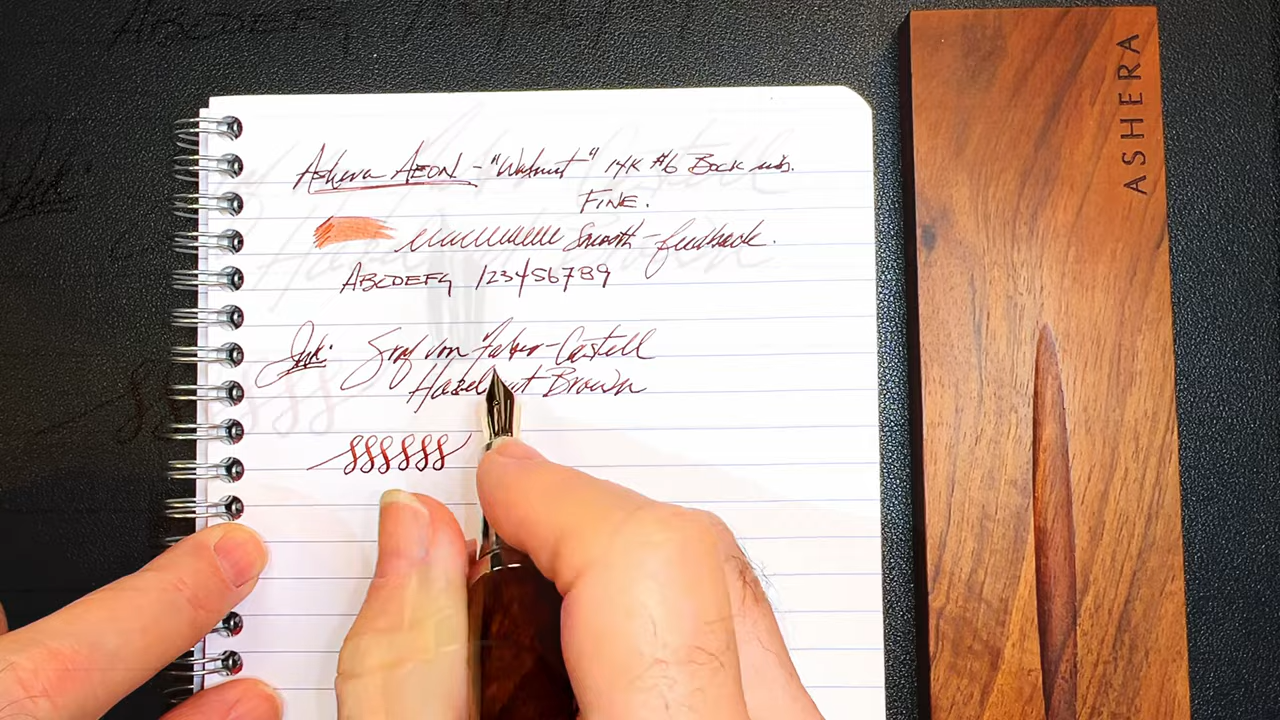 Ashera AEON - "Walnut" 14K #6 Bock nib.
FINE.
Smooth - feedback.
ABCDEFG 123456789
Ink: Graf von Faber-Castell
Hazelnut Brown
ASHERA